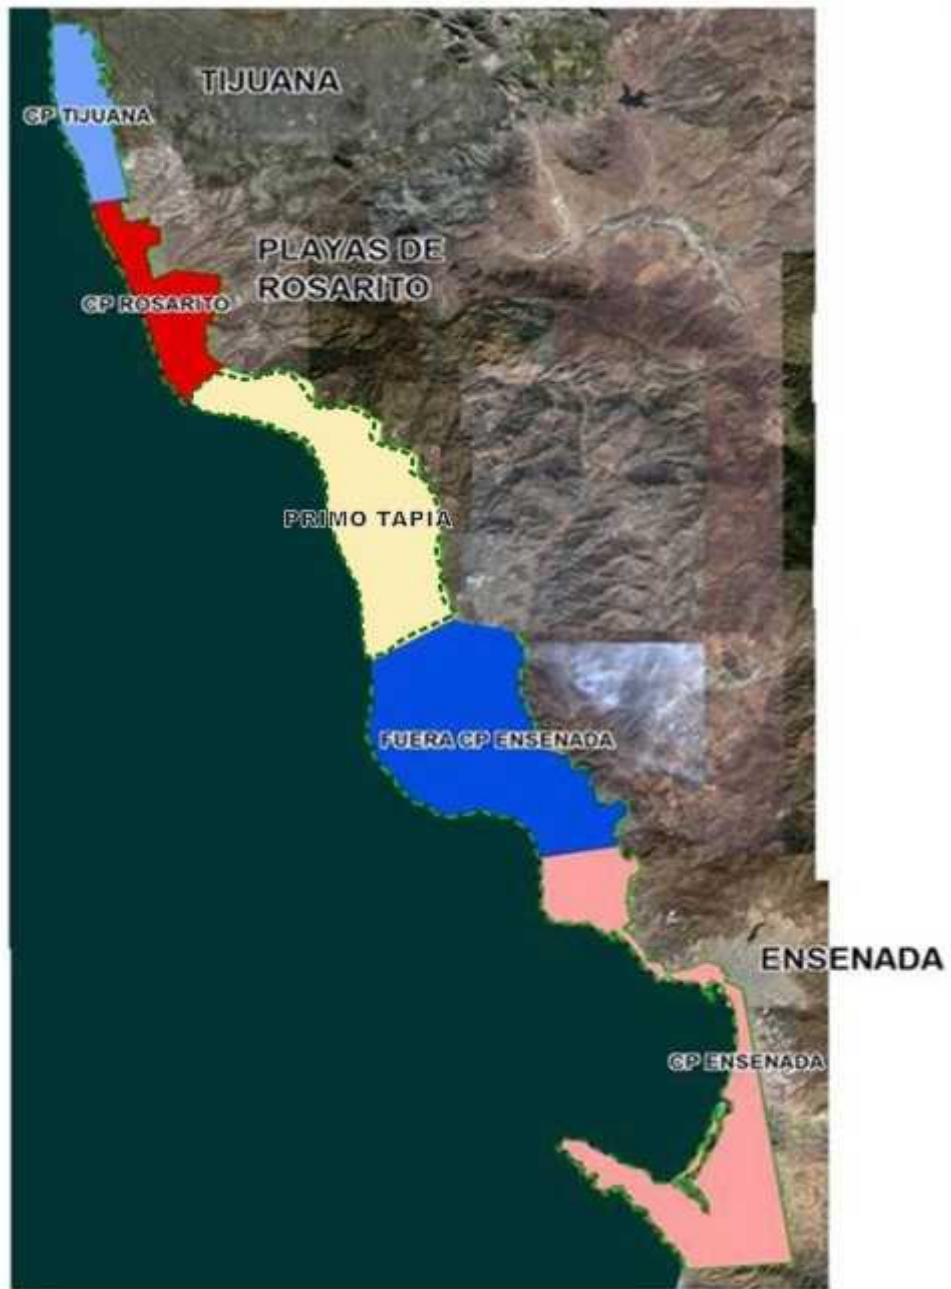 TIJUANA
CP TIJUANA
PLAYAS DE
ROSARITO
CP ROSARITO
PRIMO TAPIA
FUERA CP ENSENADA
ENSENADA
CP ENSENADA